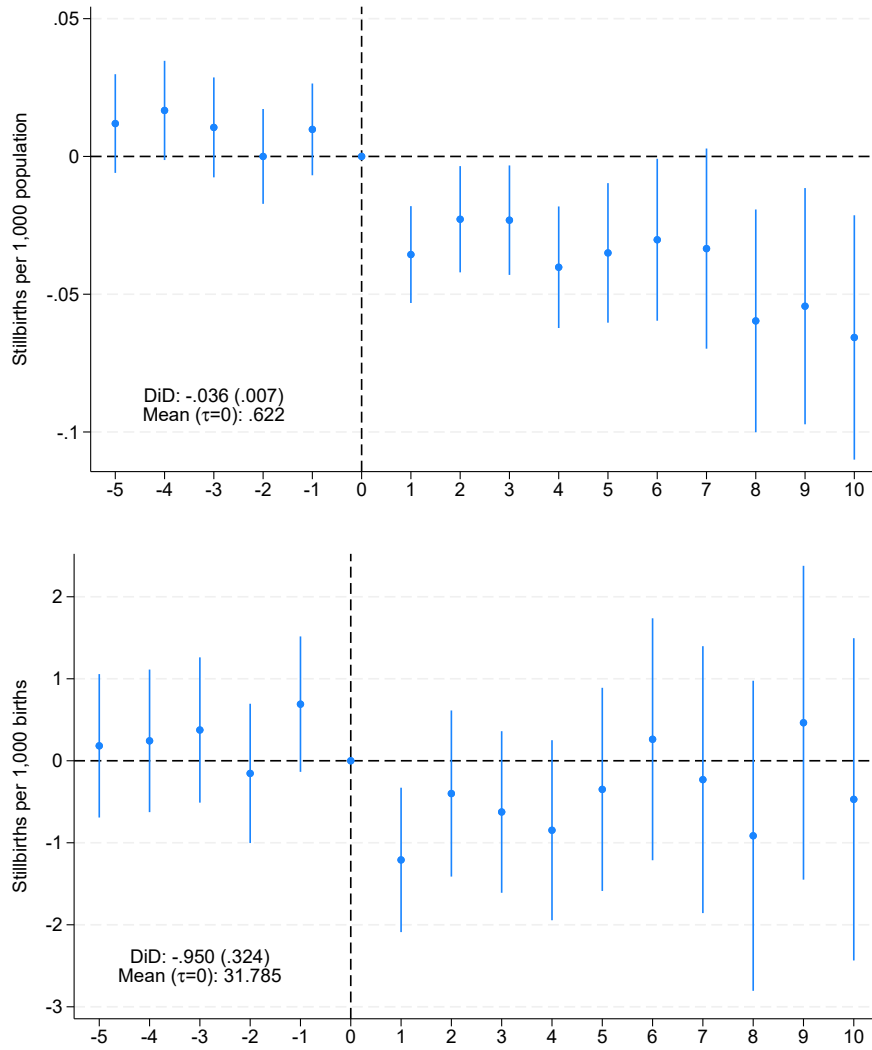 Stillbirths per 1,000 population
.05
0
-.05
-.1
DiD: -.036 (.007)
Mean (τ=0): .622
-5 -4 -3 -2 -1 0 1 2 3 4 5 6 7 8 9 10
Stillbirths per 1,000 births
2
1
0
-1
-2
-3
DiD: -.950 (.324)
Mean (τ=0): 31.785
-5 -4 -3 -2 -1 0 1 2 3 4 5 6 7 8 9 10